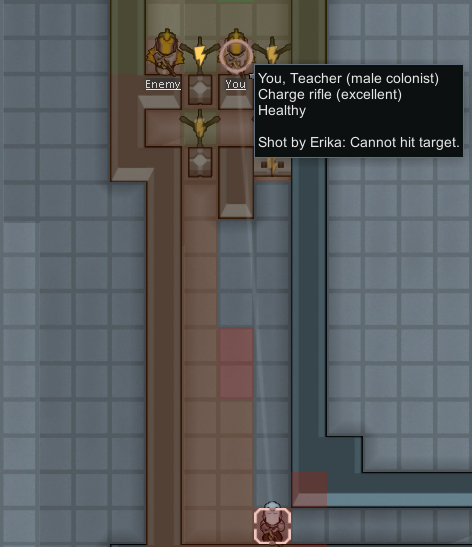 Enemy
You
You, Teacher (male colonist)
Charge rifle (excellent)
Healthy
Shot by Erika: Cannot hit target.